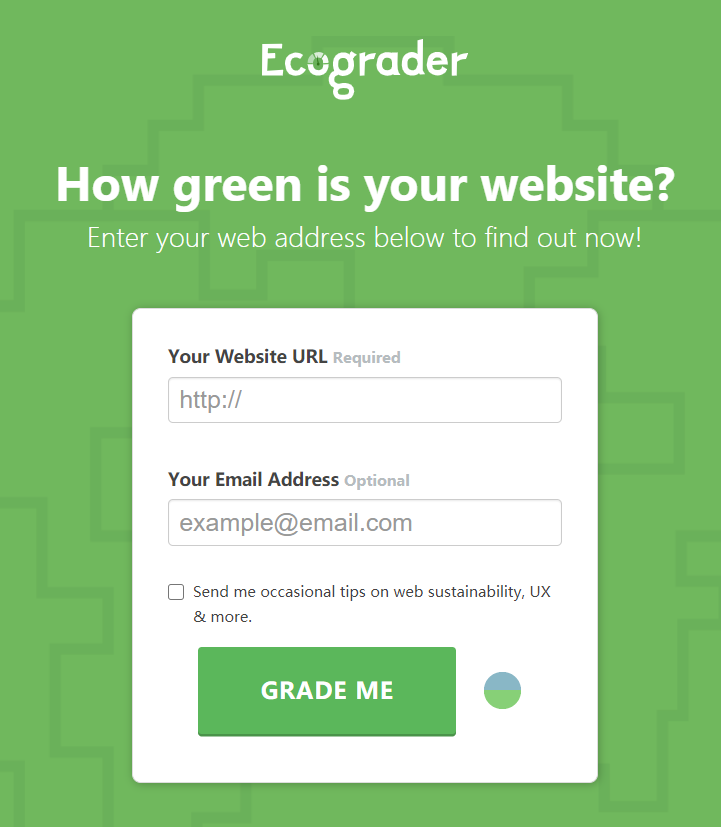 Ecograder
How green is your website?
Enter your web address below to find out now!
Your Website URL Required
http://
Your Email Address Optional
example@email.com
Send me occasional tips on web sustainability, UX
& more.
GRADE ME